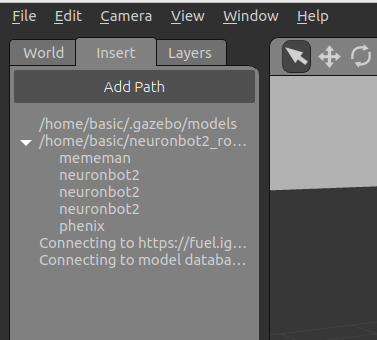 File Edit Camera View Window Help
World Insert Layers
Add Path
/home/basic/.gazebo/models
/home/basic/neuronbot2_ro...
mememan
neuronbot2
neuronbot2
neuronbot2
phenix
Connecting to https://fuel.ig...
Connecting to model databa...